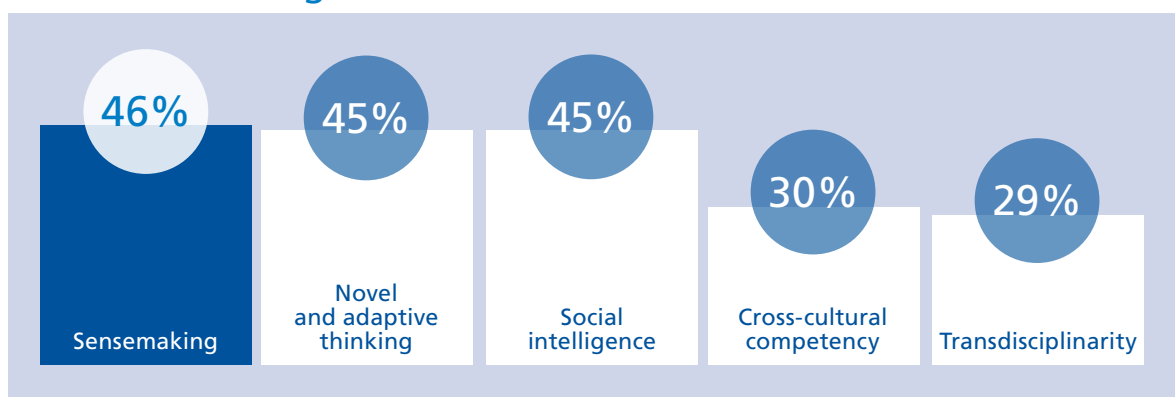 46%
45%
45%
30%
29%
Sensemaking
Novel
and adaptive
thinking
Social
intelligence
Cross-cultural
competency
Transdisciplinarity